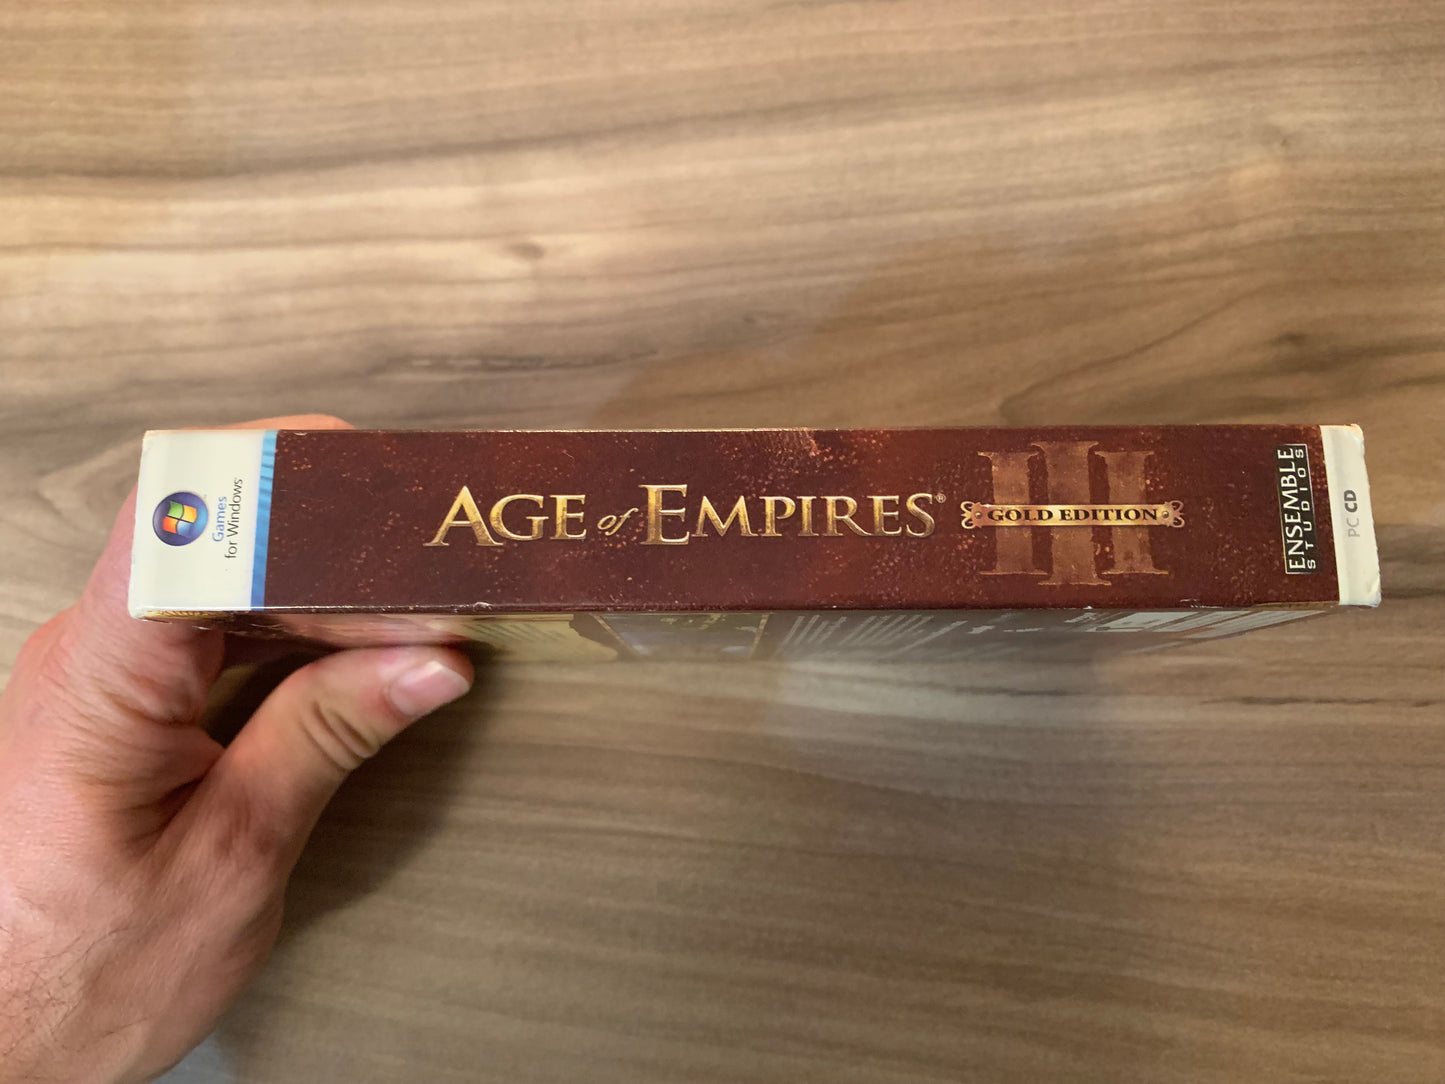 Games
for Windows®
AGE of EMPIRES® III
GOLD EDITION
ENSEMBLE
STUDIOS
PC CD